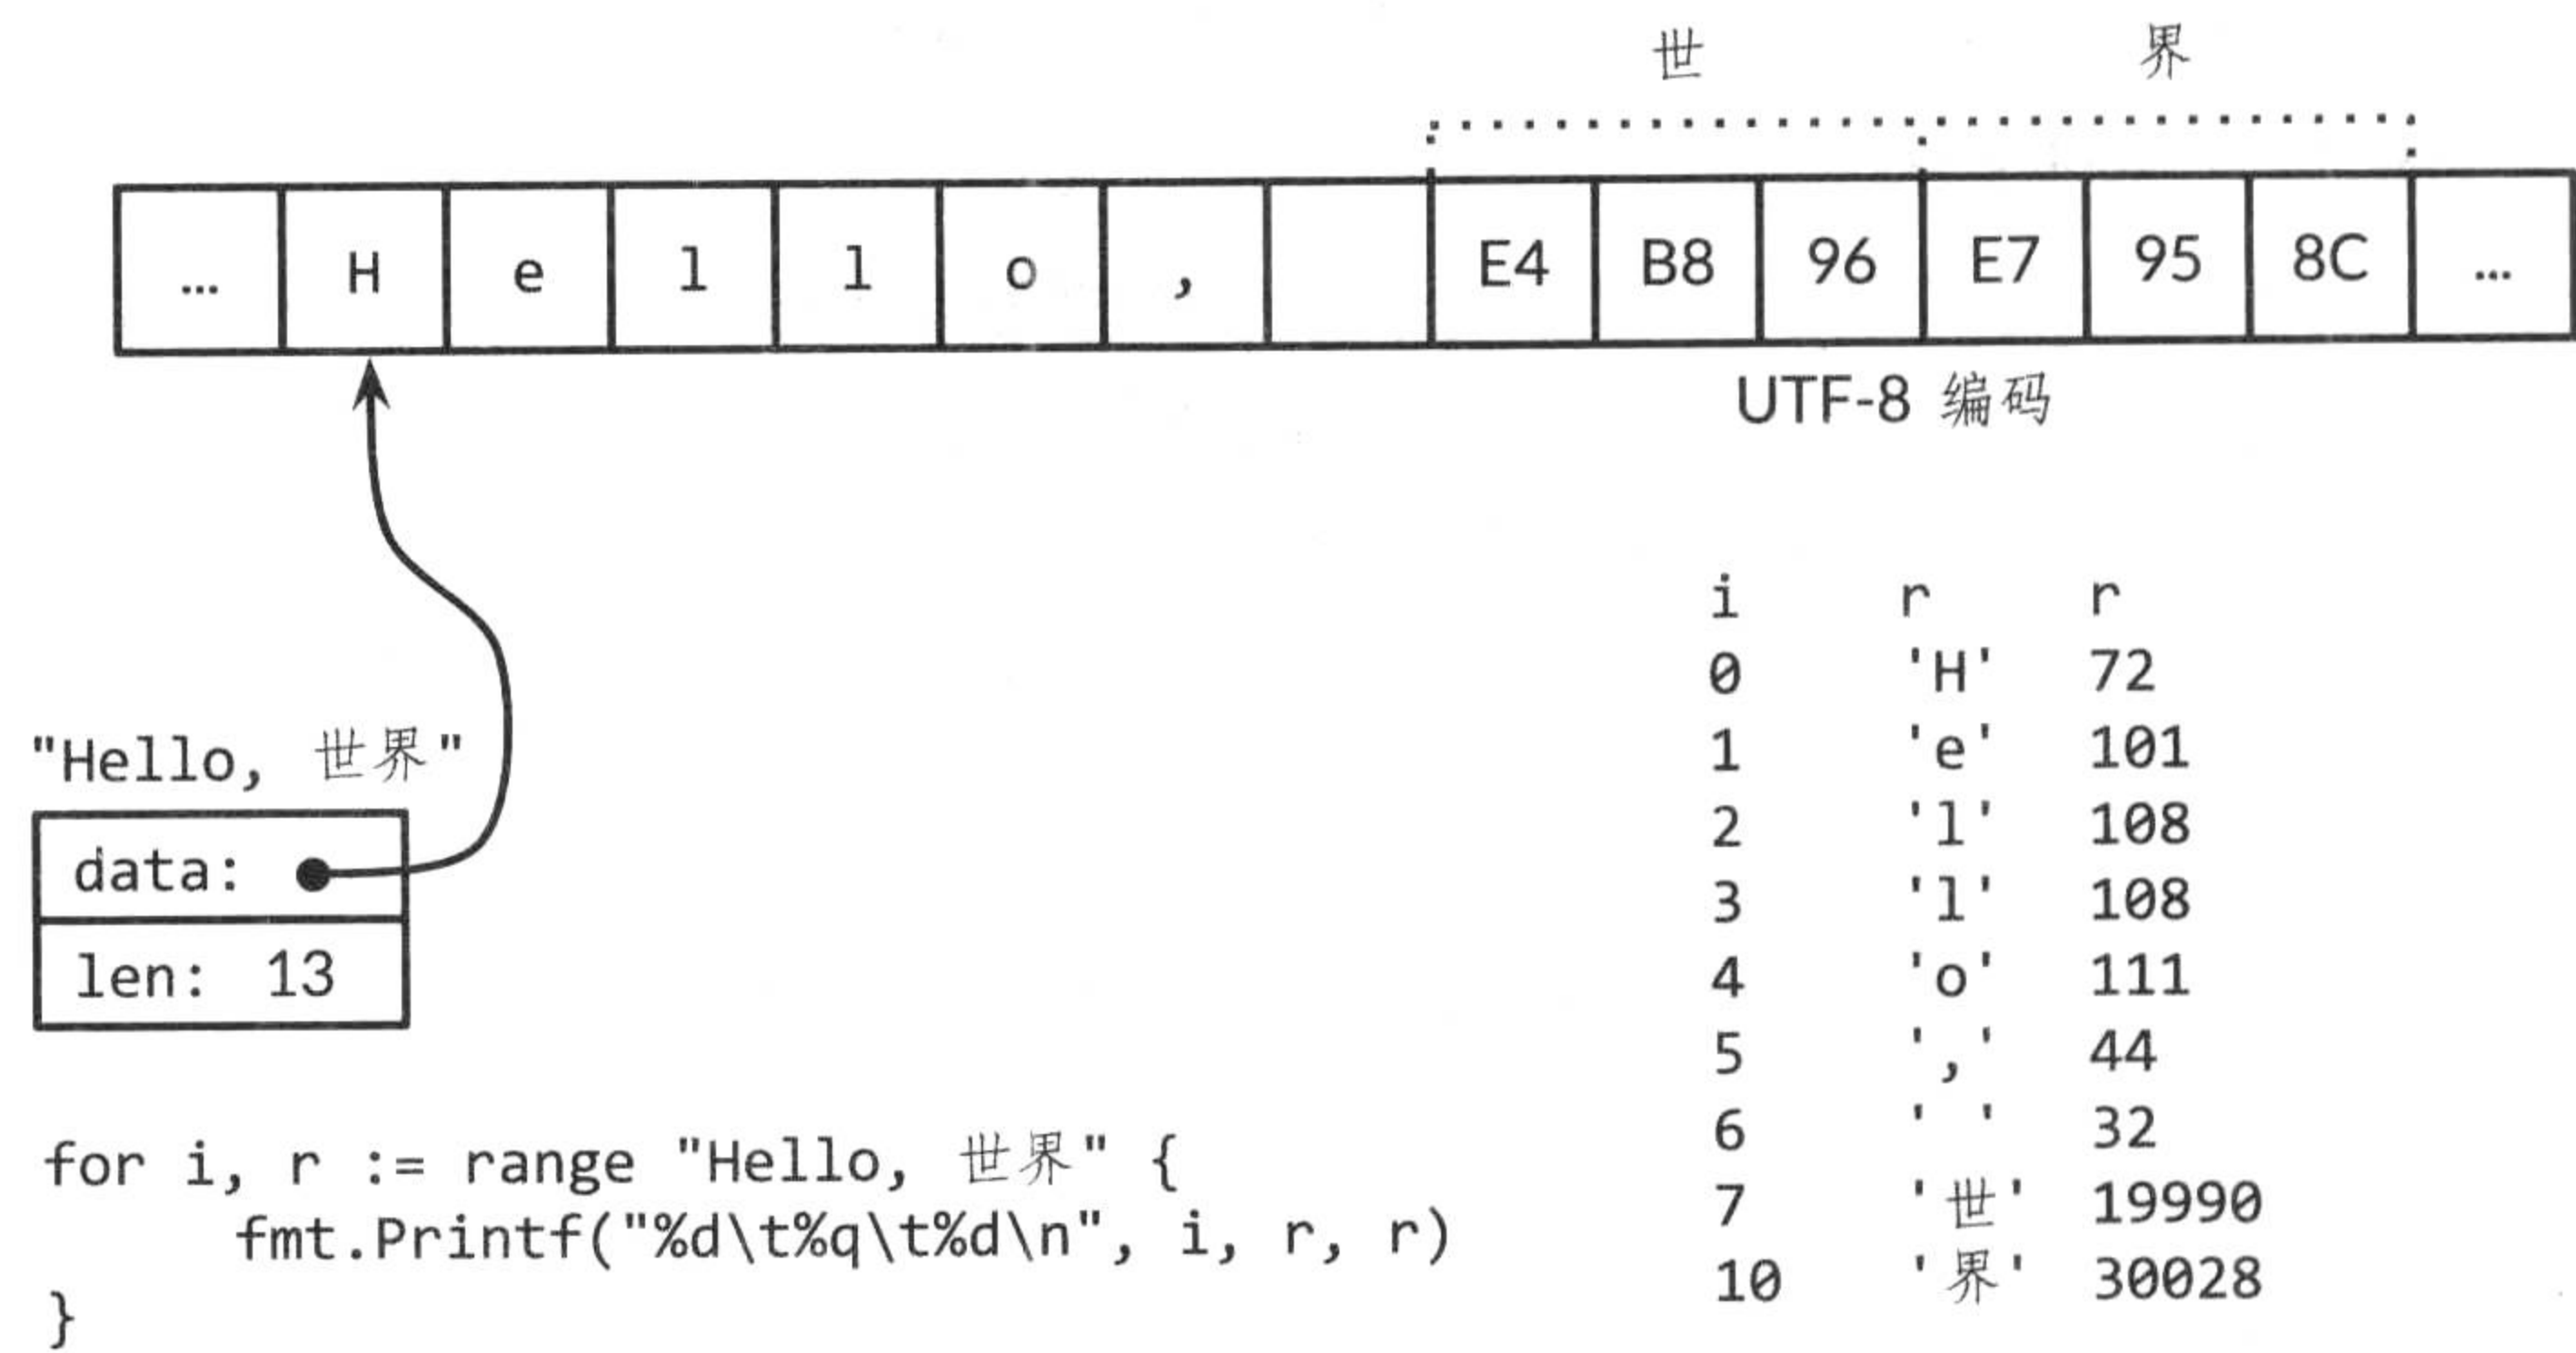 世 界
… H e l l o , E4 B8 96 E7 95 8C …
UTF-8 编码
"Hello, 世界"
data:
len: 13
for i, r := range "Hello, 世界" {
fmt.Printf("%d\t%q\t%d\n", i, r, r)
}
i r r
0 'H' 72
1 'e' 101
2 'l' 108
3 'l' 108
4 'o' 111
5 ',' 44
6 ' ' 32
7 '世' 19990
10 '界' 30028